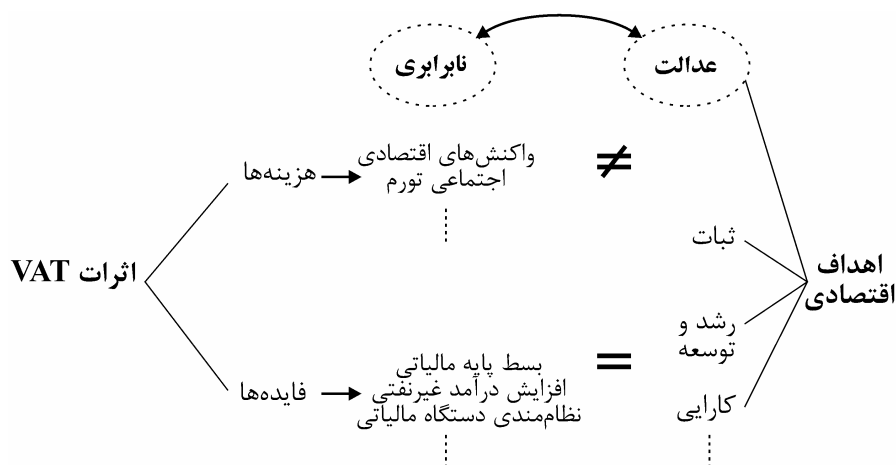 عدالت
نابرابری
واکنش‌های اقتصادی
اجتماعی تورم
≠
هزینه‌ها
ثبات
اهداف
اقتصادی
اثرات VAT
رشد و
توسعه
=
بسط پایه مالیاتی
افزایش درآمد غیرنفتی
نظام‌مندی دستگاه مالیاتی
فایده‌ها
کارایی